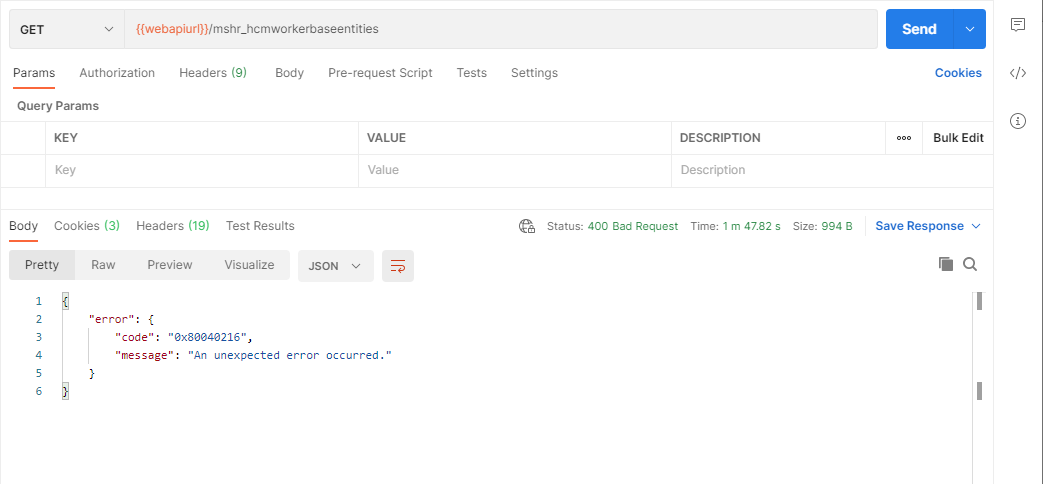 GET {{webapiurl}}/mshr_hcmworkerbaseentities Send
Params Authorization Headers (9) Body Pre-request Script Tests Settings Cookies
Query Params
KEY VALUE DESCRIPTION ooo Bulk Edit
Key Value Description
Body Cookies (3) Headers (19) Test Results Status: 400 Bad Request Time: 1 m 47.82 s Size: 994 B Save Response
Pretty Raw Preview Visualize JSON
1 {
2 "error": {
3 "code": "0x80040216",
4 "message": "An unexpected error occurred."
5 }
6 }